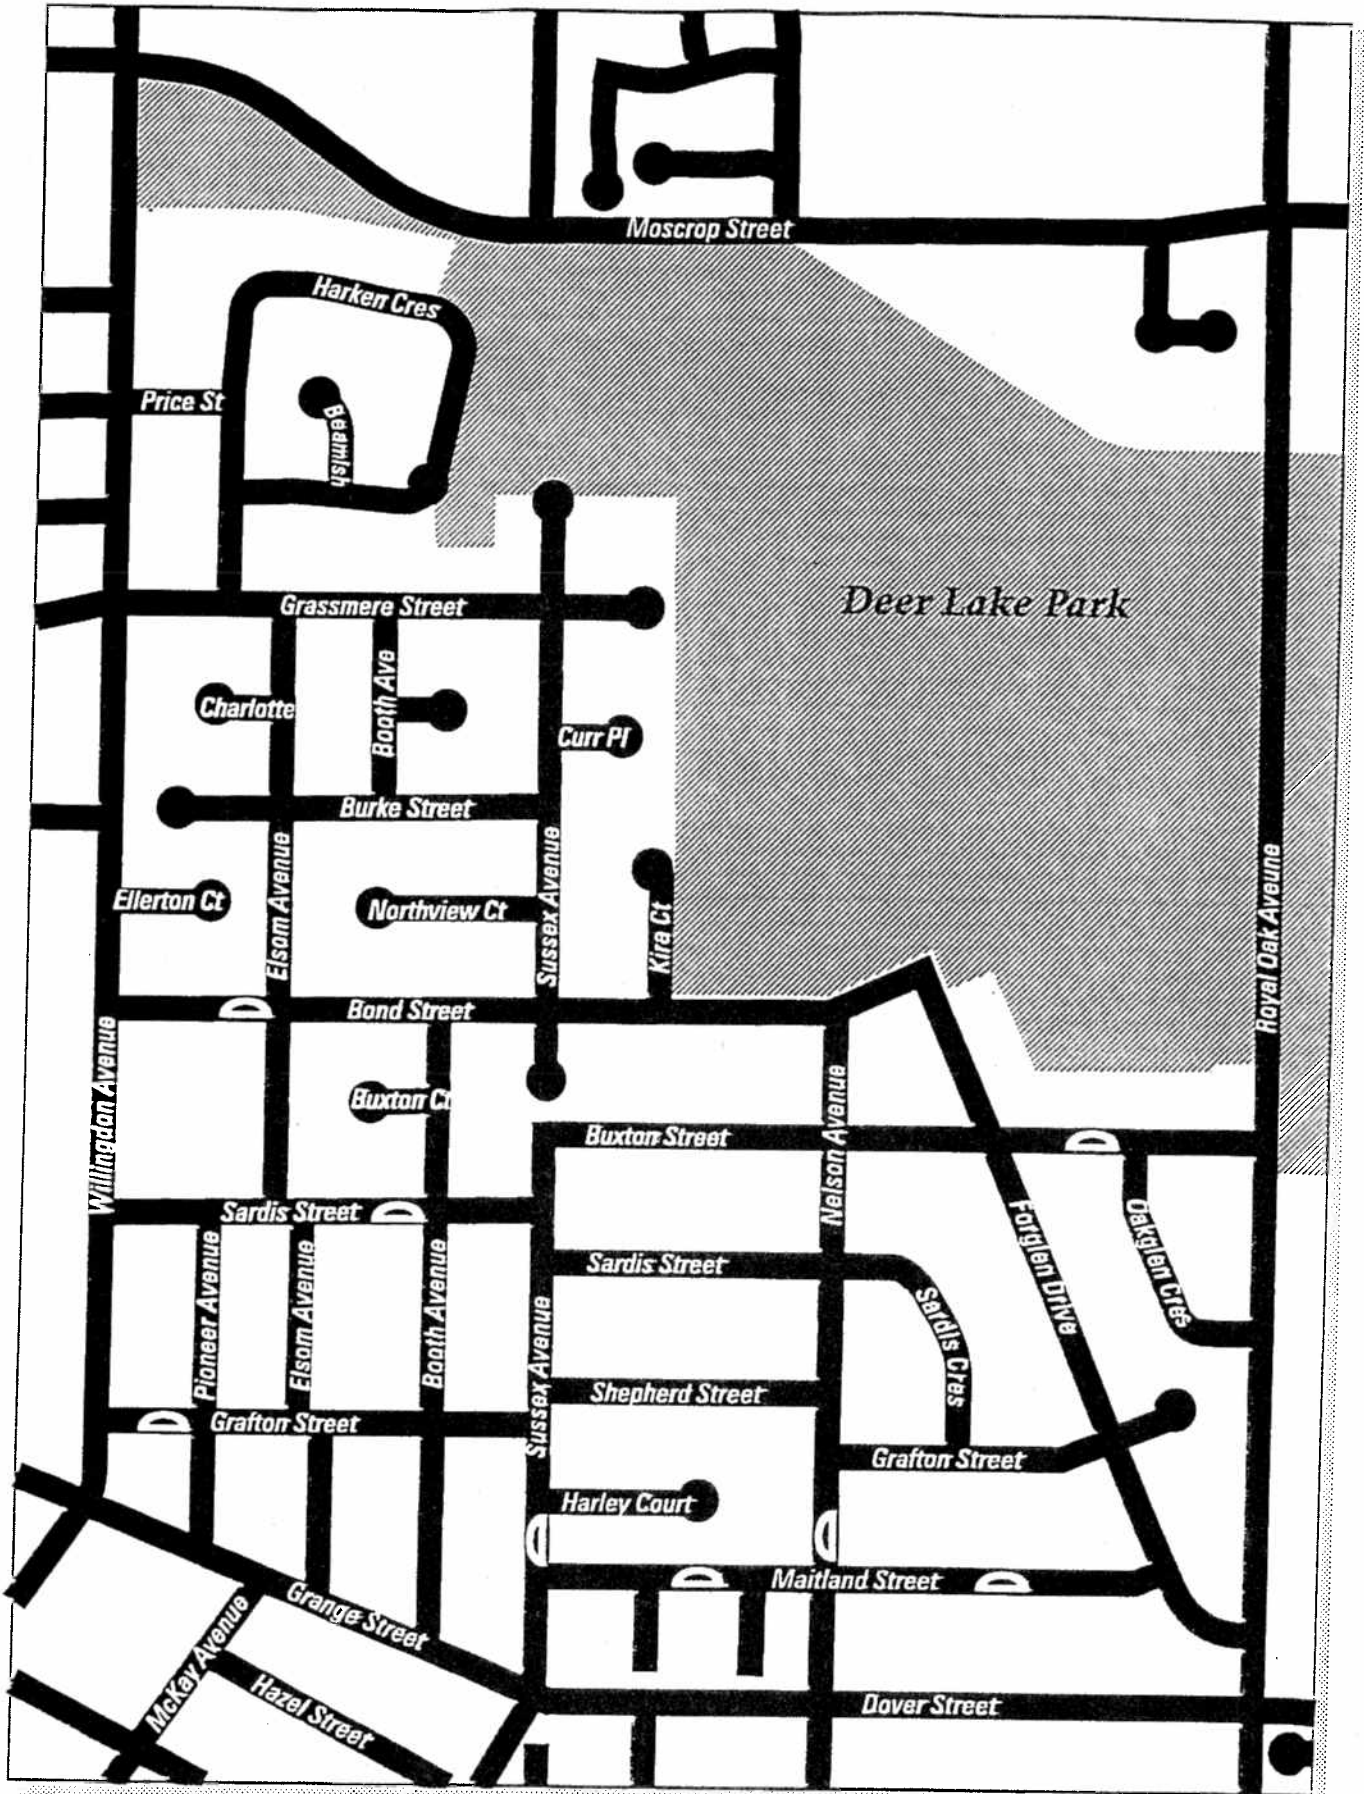 Moscrop Street
Harken Cres
Price St
Beamish
Grassmere Street
Deer Lake Park
Booth Ave
Charlotte
Curr Pl
Burke Street
Elsom Avenue
Sussex Avenue
Royal Oak Aveune
Ellerton Ct
Northview Ct
Kira Ct
Bond Street
Willingdon Avenue
Nelson Avenue
Buxton Ct
Buxton Street
Sardis Street
Forglen Drive
Oakglen Cres
Pioneer Avenue
Elsom Avenue
Booth Avenue
Sardis Street
Sardis Cres
Sussex Avenue
Shepherd Street
Grafton Street
Grafton Street
Harley Court
Maitland Street
Grange Street
McKay Avenue
Hazel Street
Dover Street